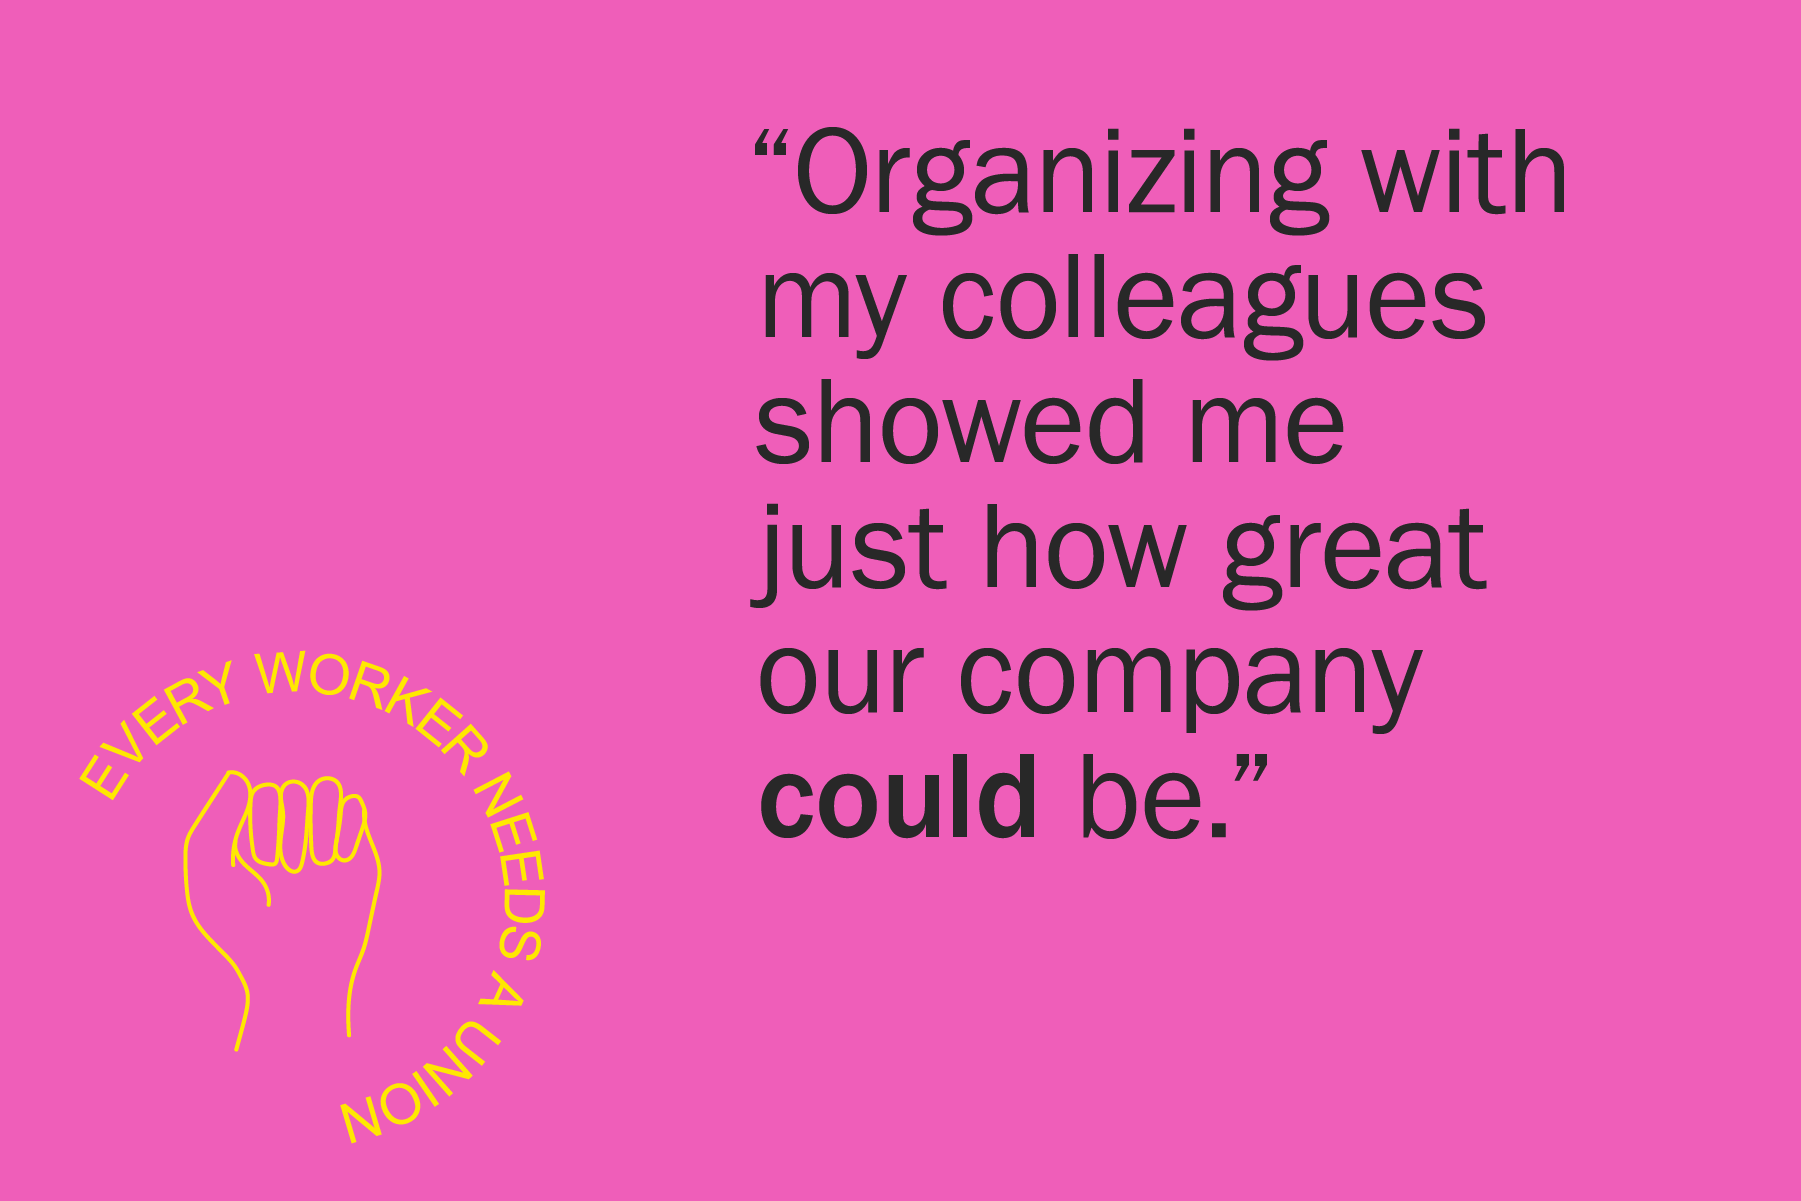 “Organizing with
my colleagues
showed me
just how great
our company
could be.”
EVERY WORKER NEEDS A UNION